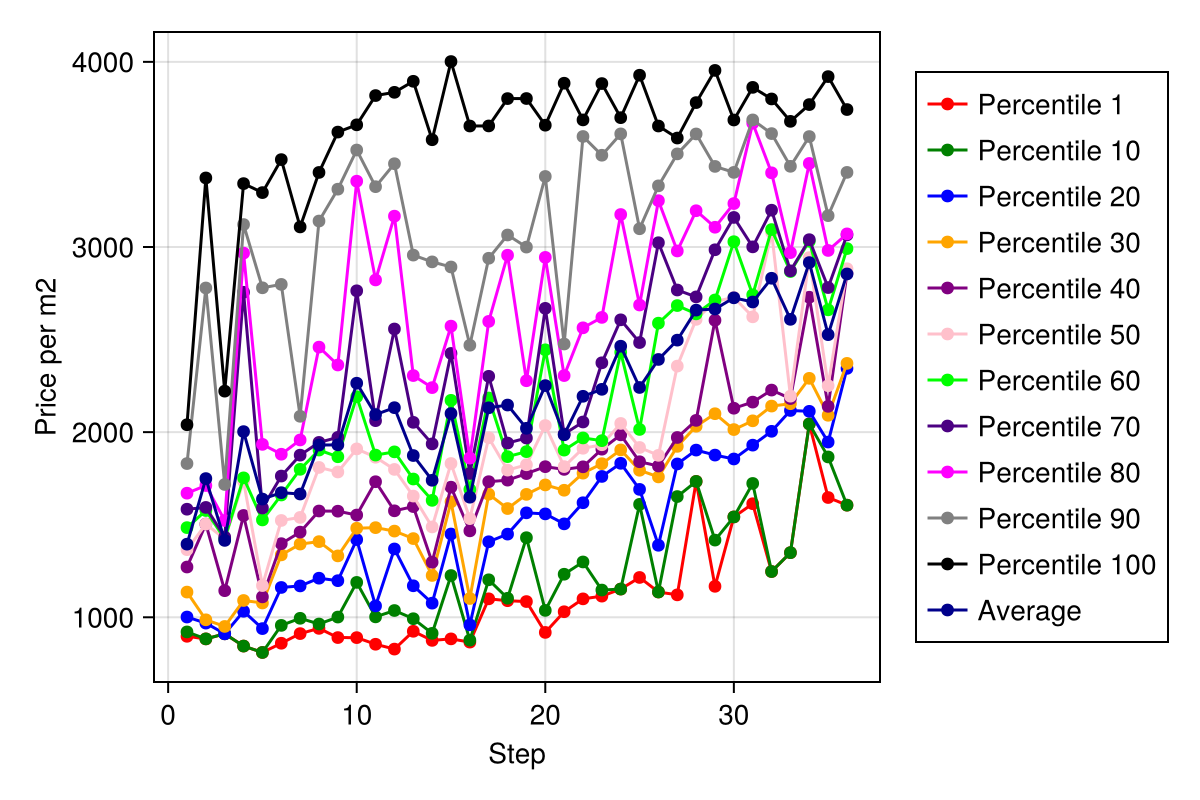 4000
3000
2000
1000
Price per m2
0
10
20
30
Step
Percentile 1
Percentile 10
Percentile 20
Percentile 30
Percentile 40
Percentile 50
Percentile 60
Percentile 70
Percentile 80
Percentile 90
Percentile 100
Average